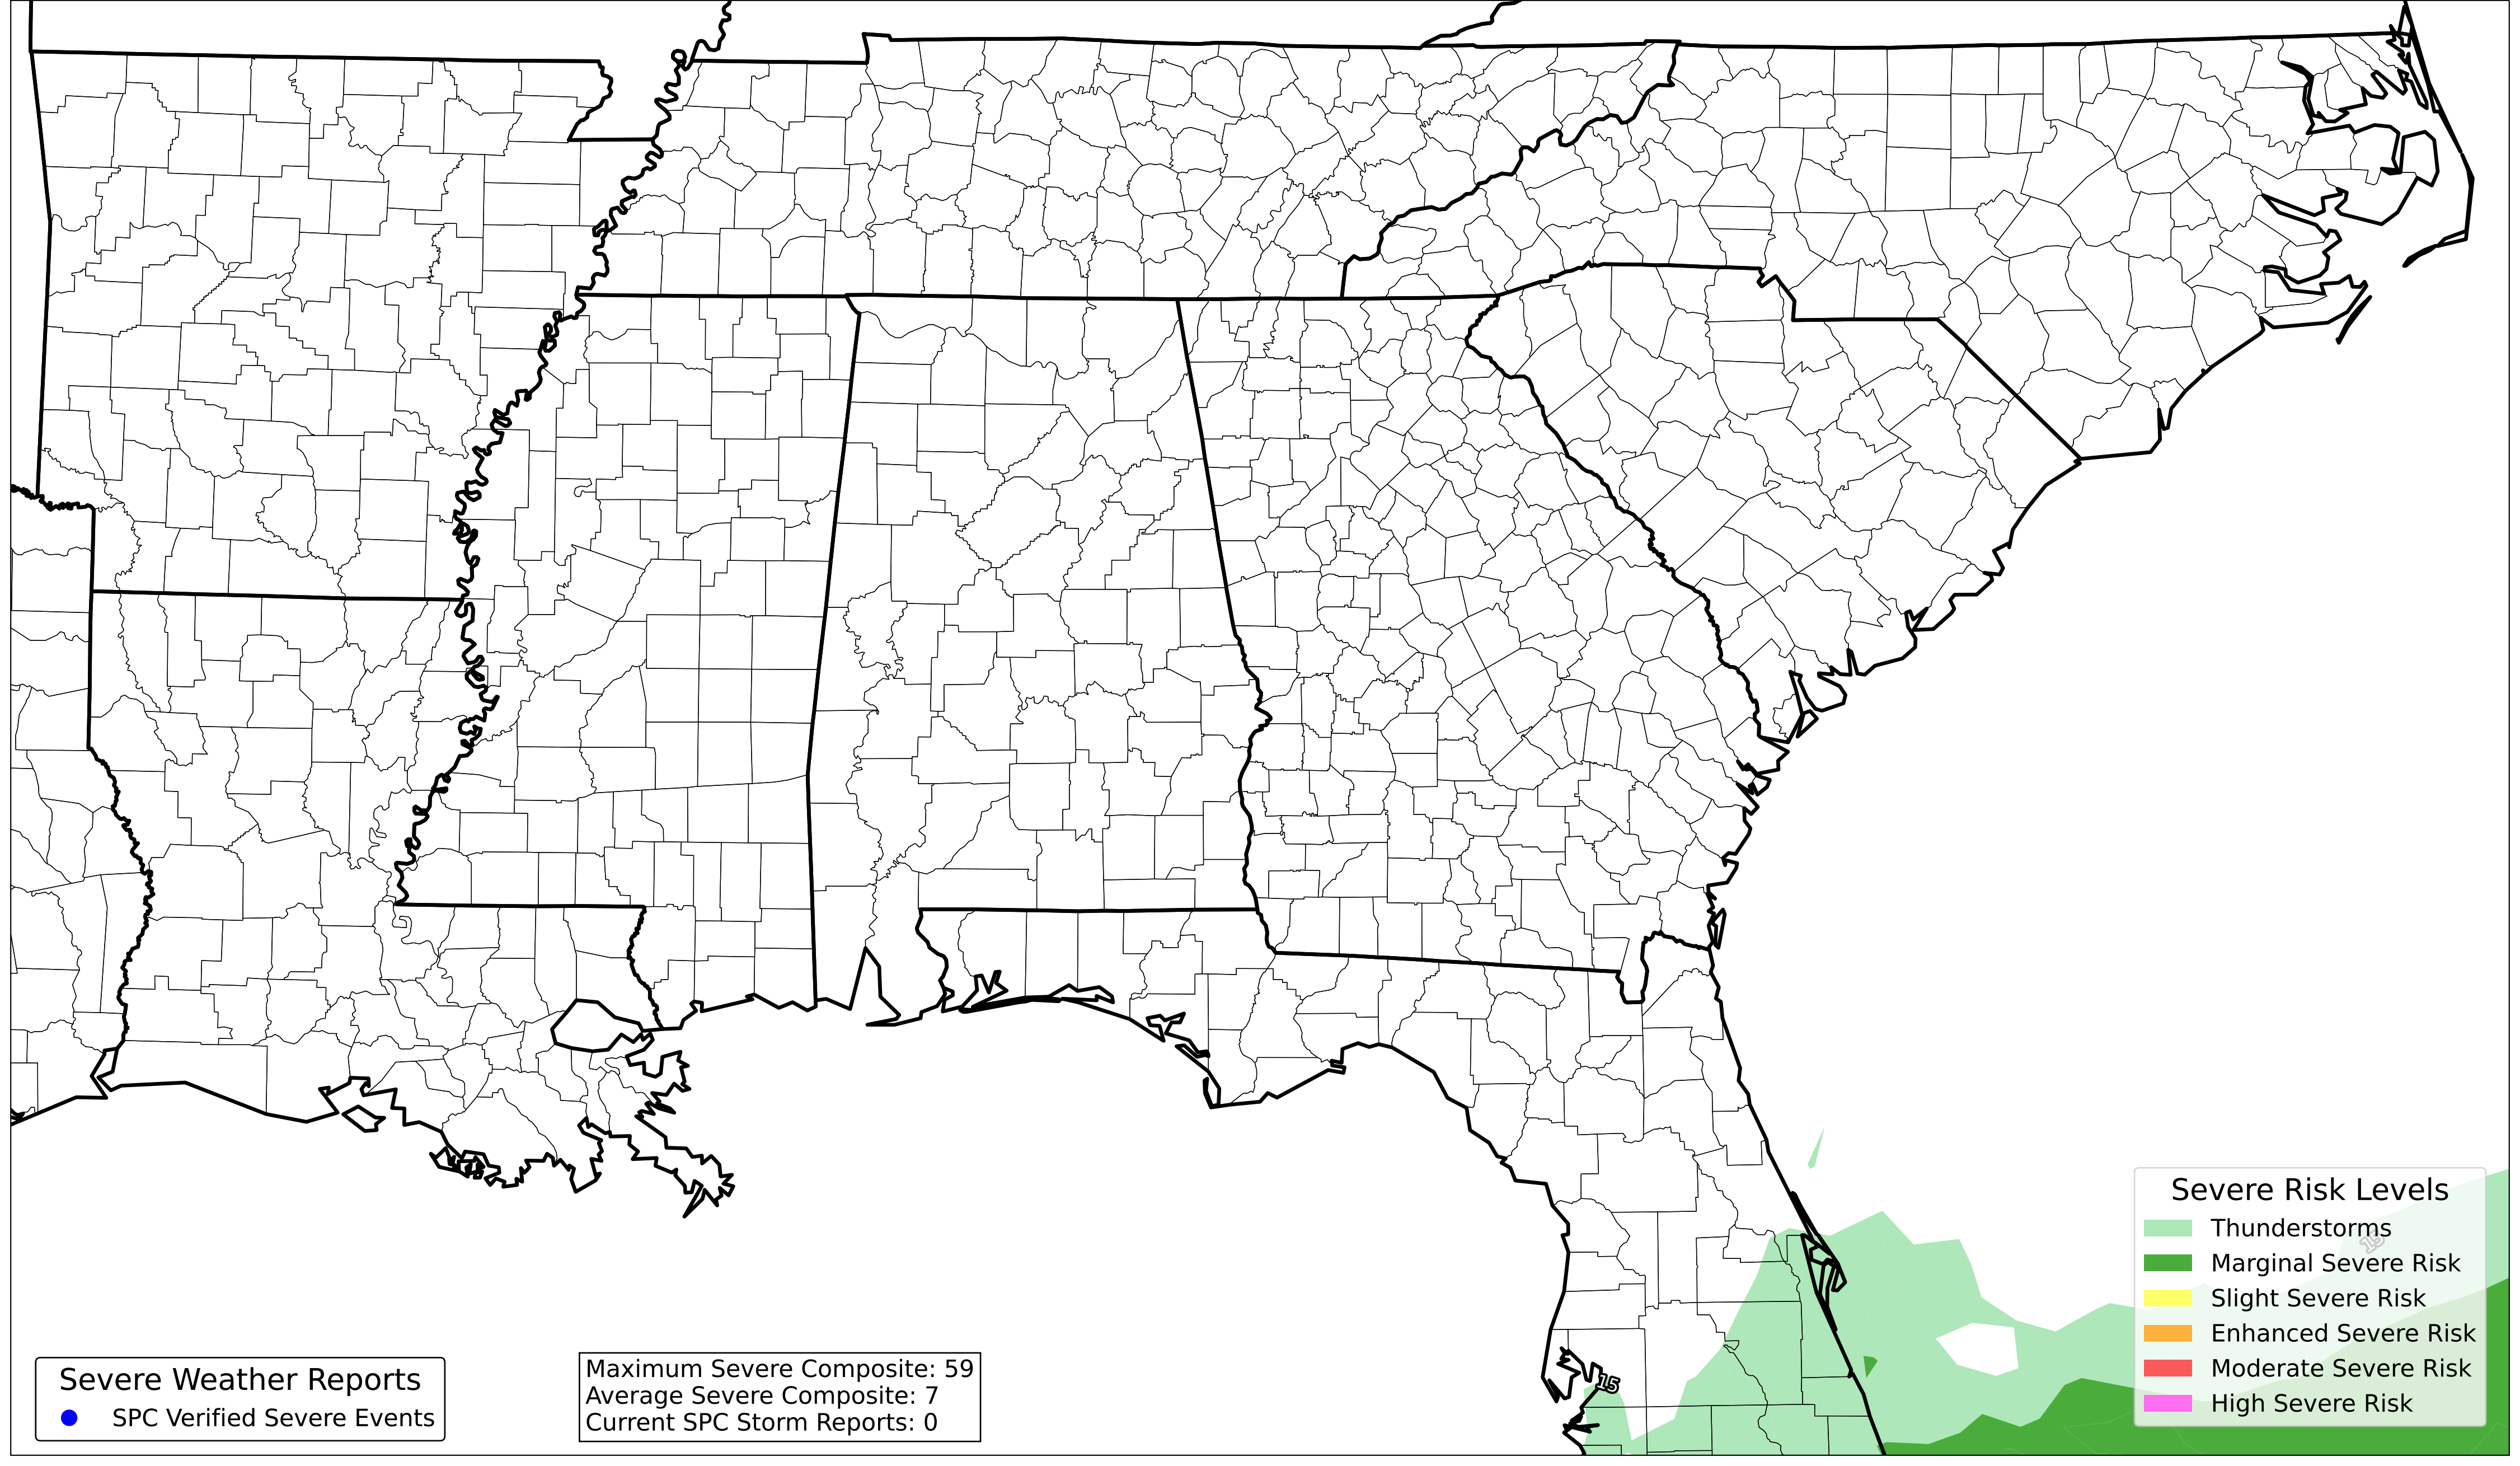 15
Severe Risk Levels
Thunderstorms
15
Marginal Severe Risk
Slight Severe Risk
Enhanced Severe Risk
Moderate Severe Risk
High Severe Risk
Severe Weather Reports
SPC Verified Severe Events
Maximum Severe Composite: 59
Average Severe Composite: 7
Current SPC Storm Reports: 0